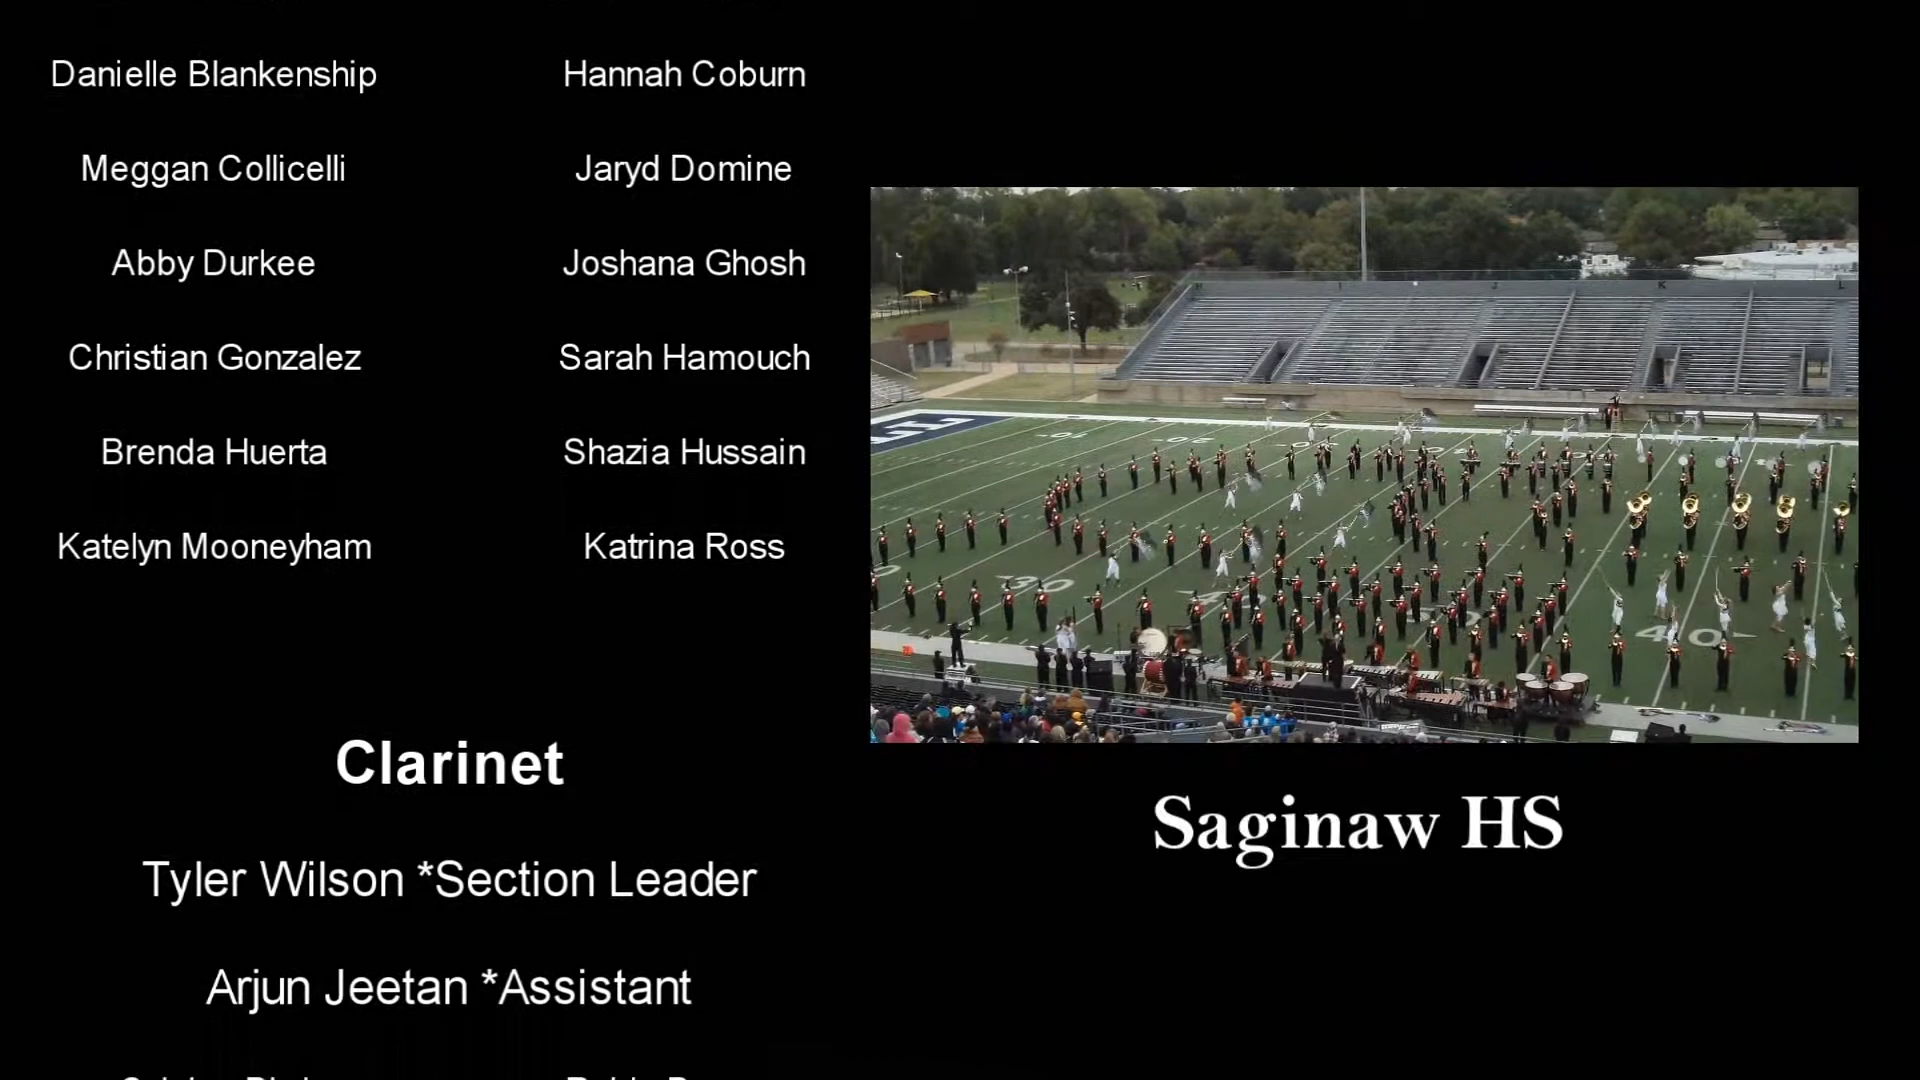 Danielle Blankenship Hannah Coburn
Meggan Collicelli Jaryd Domine
Abby Durkee Joshana Ghosh
Christian Gonzalez Sarah Hamouch
Brenda Huerta Shazia Hussain
Katelyn Mooneyham Katrina Ross
Clarinet
Tyler Wilson *Section Leader
Arjun Jeetan *Assistant
Saginaw HS